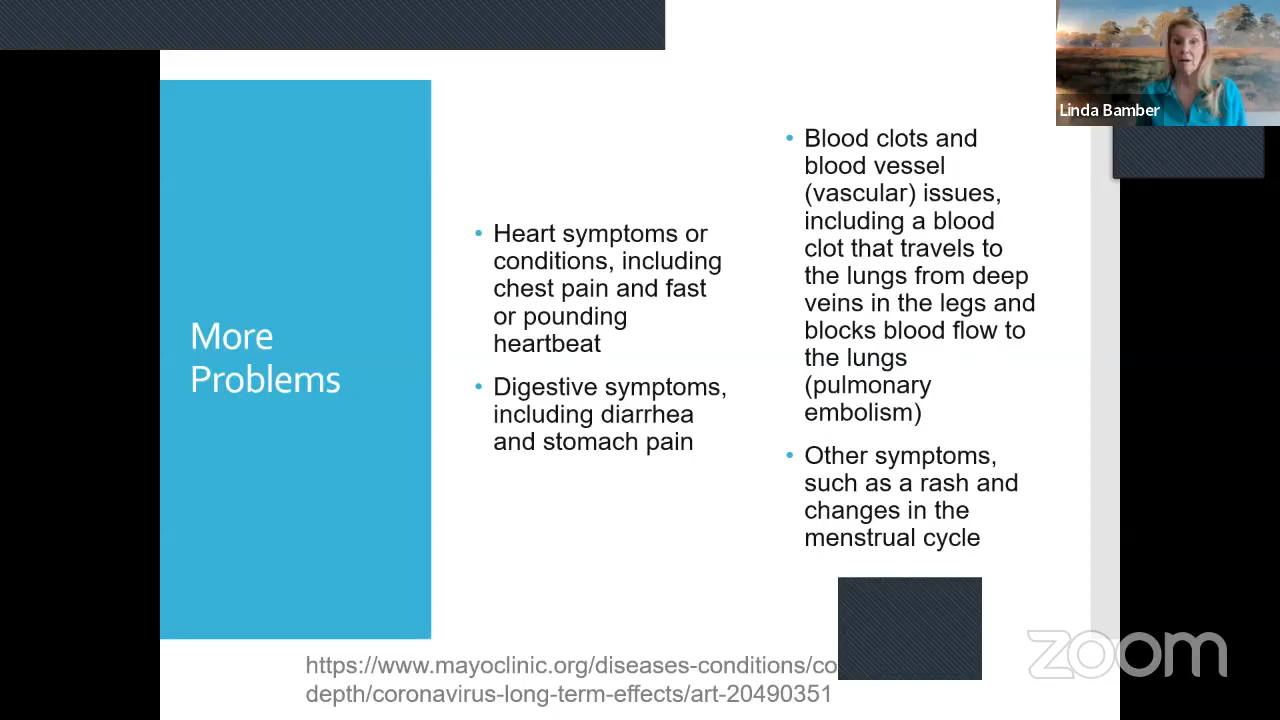 Linda Bamber
More
Problems
• Heart symptoms or
conditions, including
chest pain and fast
or pounding
heartbeat
• Digestive symptoms,
including diarrhea
and stomach pain
• Blood clots and
blood vessel
(vascular) issues,
including a blood
clot that travels to
the lungs from deep
veins in the legs and
blocks blood flow to
the lungs
(pulmonary
embolism)
• Other symptoms,
such as a rash and
changes in the
menstrual cycle
https://www.mayoclinic.org/diseases-conditions/co
depth/coronavirus-long-term-effects/art-20490351
zoom